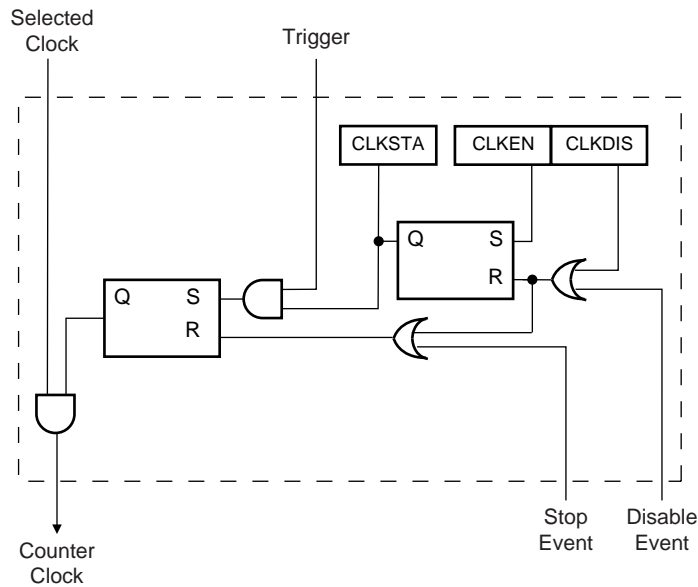 Selected
Clock
Trigger
CLKSTA
CLKEN
CLKDIS
Q
S
R
Q
S
R
Stop
Event
Disable
Event
Counter
Clock